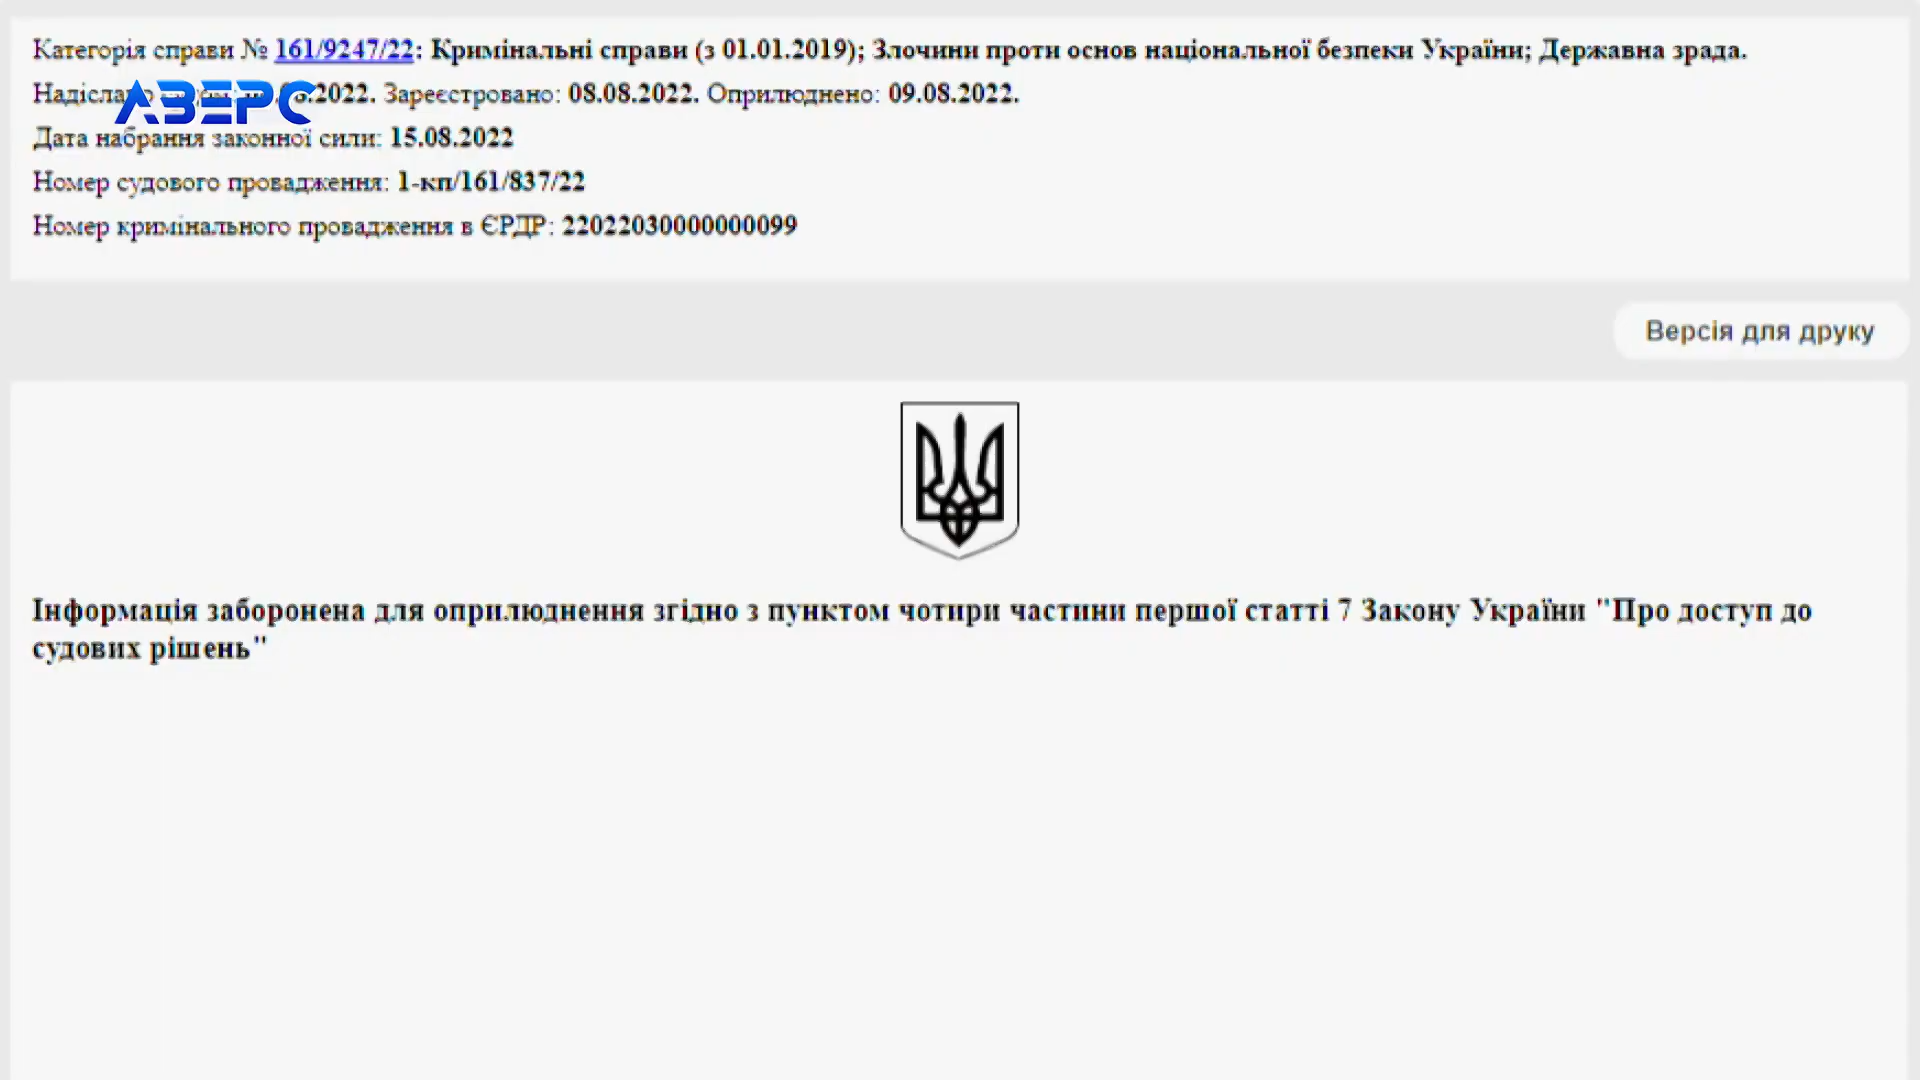 Категорія справи № 161/9247/22: Кримінальні справи (з 01.01.2019); Злочини проти основ національної безпеки України; Державна зрада.
АЗЕРС
.2022. Зареєстровано: 08.08.2022. Оприлюднено: 09.08.2022.
Дата набрання законної сили: 15.08.2022
Номер судового провадження: 1-кп/161/837/22
Номер кримінального провадження в ЄРДР: 22022030000000099
Версія для друку
Інформація заборонена для оприлюднення згідно з пунктом чотири частини першої статті 7 Закону України "Про доступ до
судових рішень"